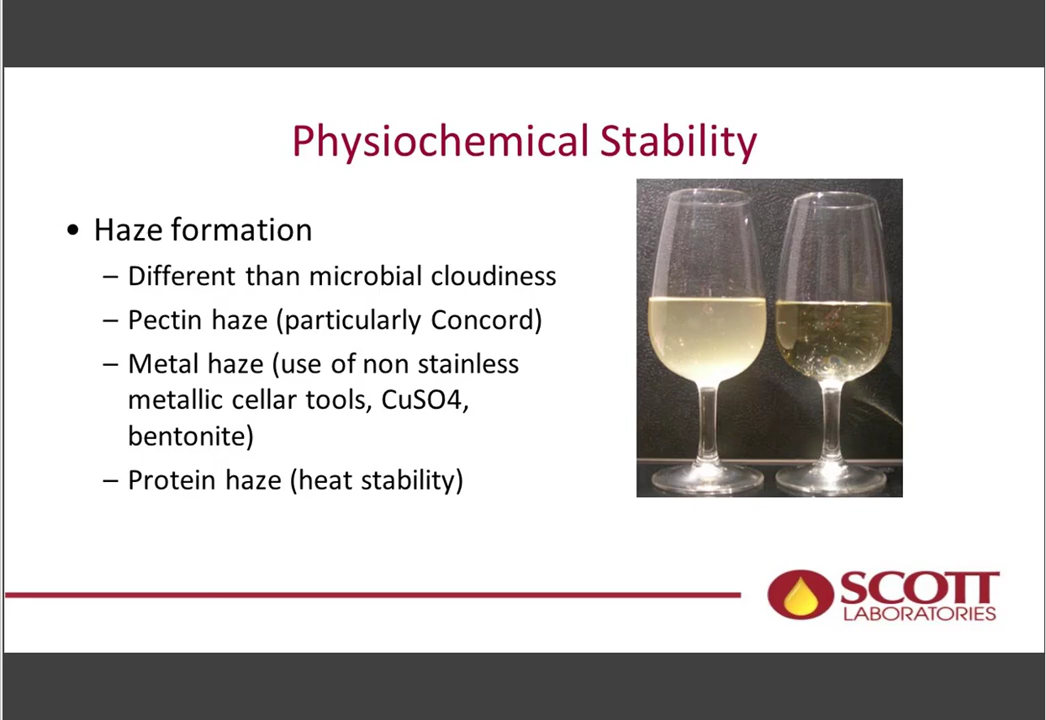 Physiochemical Stability
• Haze formation
– Different than microbial cloudiness
– Pectin haze (particularly Concord)
– Metal haze (use of non stainless
metallic cellar tools, CuSO4,
bentonite)
– Protein haze (heat stability)
SCOTT
LABORATORIES